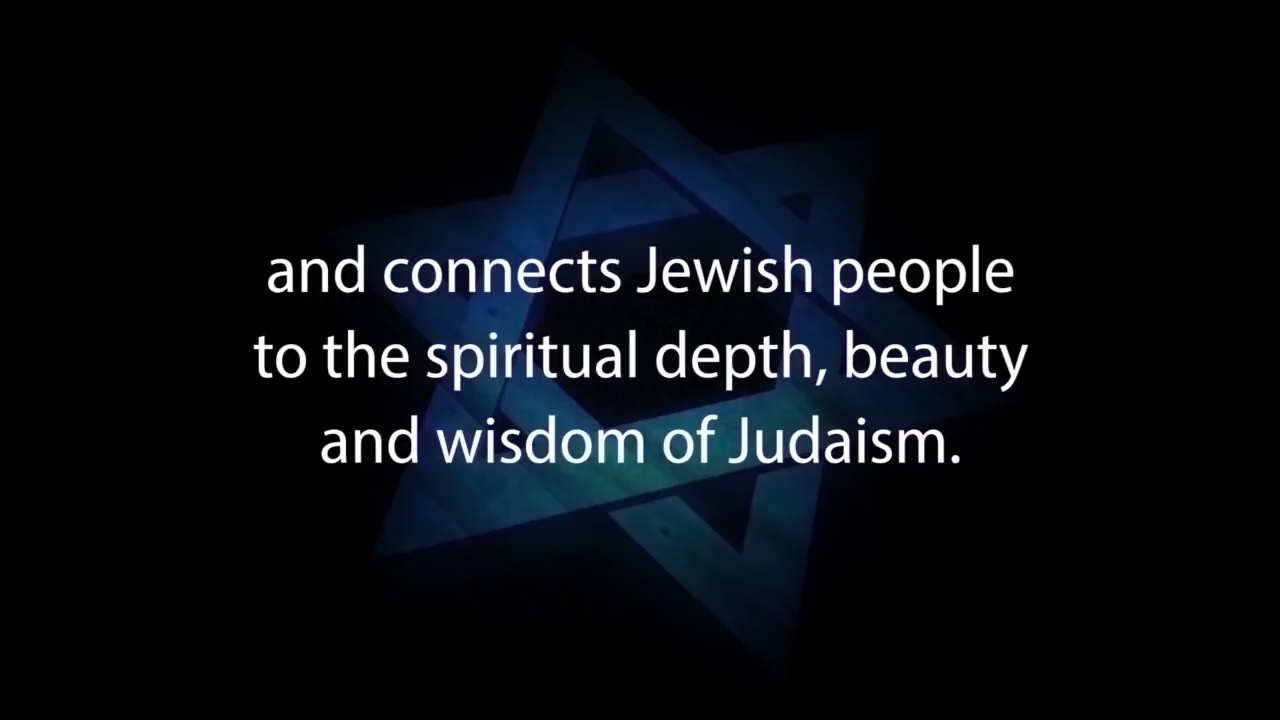 and connects Jewish people
to the spiritual depth, beauty
and wisdom of Judaism.